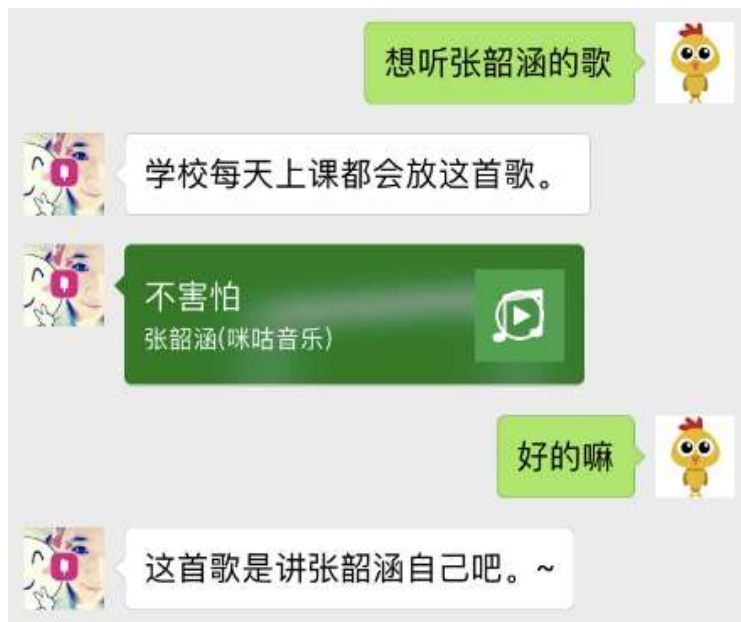 想听张韶涵的歌
学校每天上课都会放这首歌。
不害怕
张韶涵(咪咕音乐)
好的嘛
这首歌是讲张韶涵自己吧。~